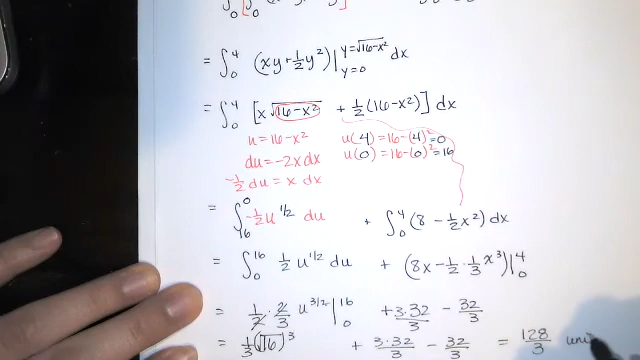 = ∫₀⁴ (xy + ½y²)|_{y=0}^{y=√(16-x²)} dx
= ∫₀⁴ [x√(16-x²) + ½(16-x²)] dx
u = 16-x² u(4) = 16-(4)² = 0
du = -2x dx u(0) = 16-(0)² = 16
-½ du = x dx
= ∫₁₆⁰ -½ u^{1/2} du + ∫₀⁴ (8 - ½x²) dx
= ∫₀¹⁶ ½ u^{1/2} du + (8x - ½·⅓x³)|₀⁴
= ½·⅔ u^{3/2}|₀¹⁶ + 3·32/3 - 32/3
= ⅓(√16)³ + 3·32/3 - 32/3 = 128/3